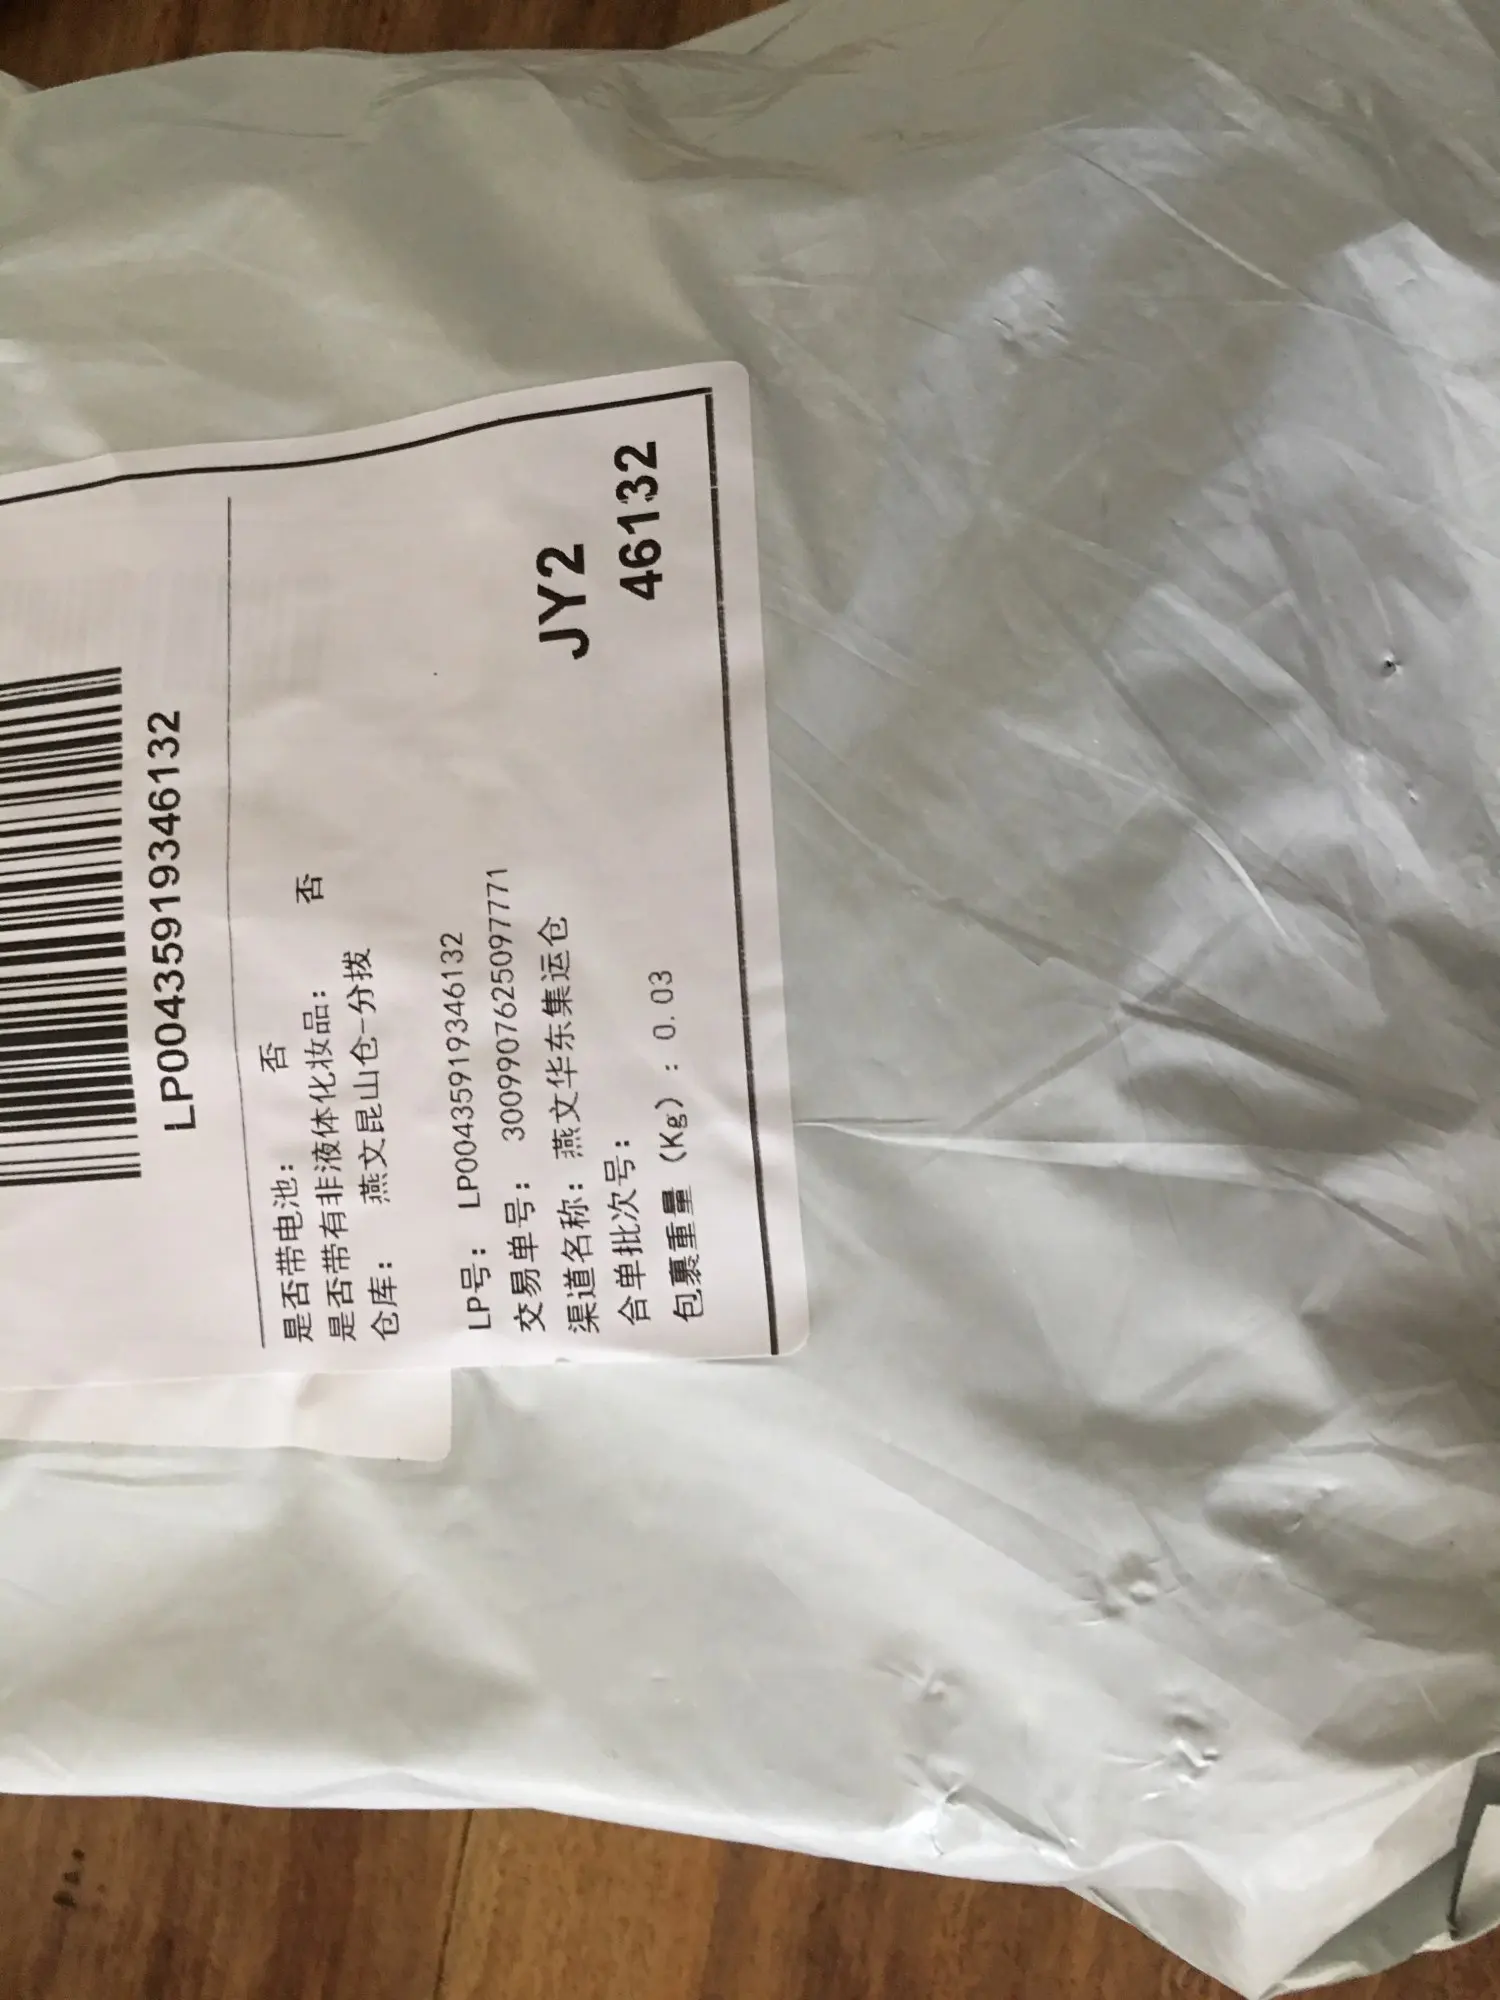 LP00435919346132
是否带电池： 否
是否带有非液体化妆品： 否
仓库： 燕文昆山仓-分拨
LP号： LP00435919346132
交易单号： 3009907625097771
渠道名称： 燕文华东集运仓
JY2
合单批次号：
46132
包裹重量（Kg）: 0.03